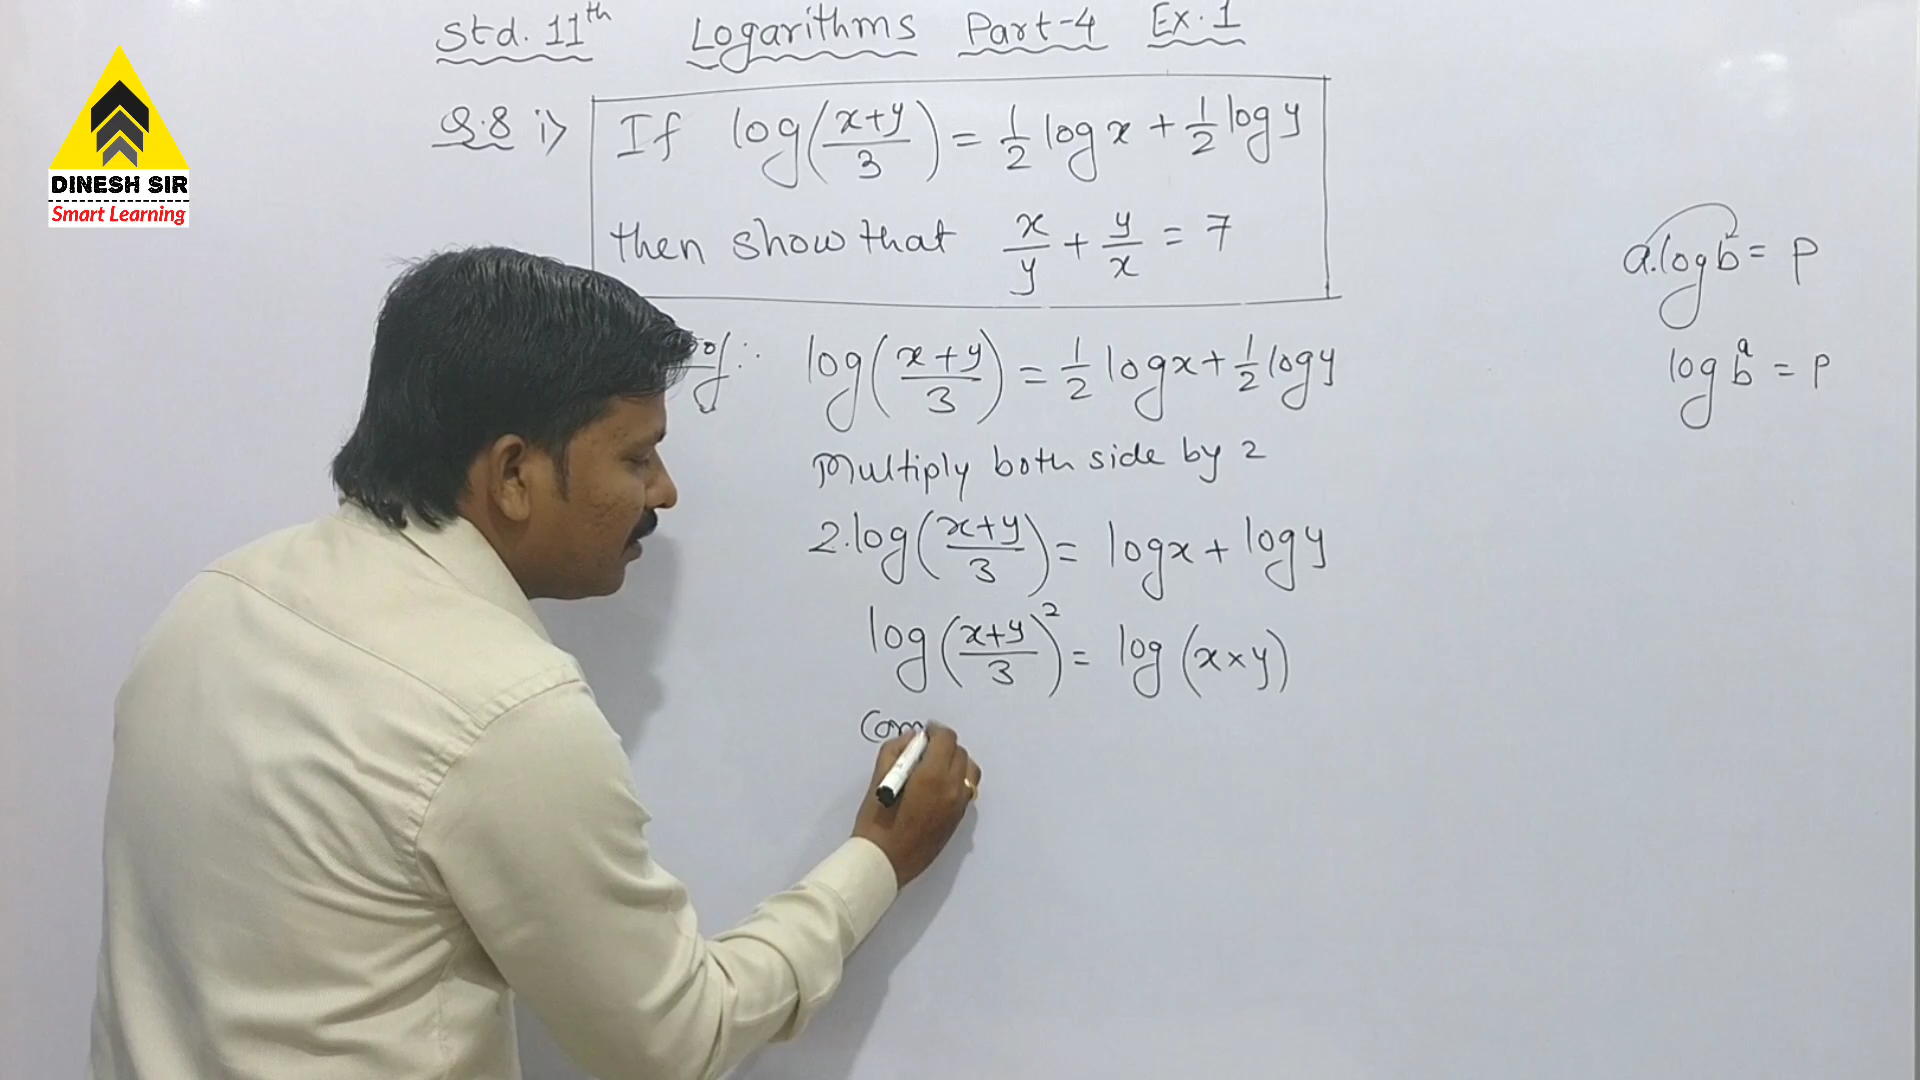 Std. 11th Logarithms Part-4 Ex. 1
Q.8 i) If log((x+y)/3) = 1/2 log x + 1/2 log y
then show that x/y + y/x = 7
log((x+y)/3) = 1/2 log x + 1/2 log y
Multiply both side by 2
2.log((x+y)/3) = log x + log y
log((x+y)/3)² = log (x×y)
Com
a.log b = p
log bᵃ = p
DINESH SIR
Smart Learning